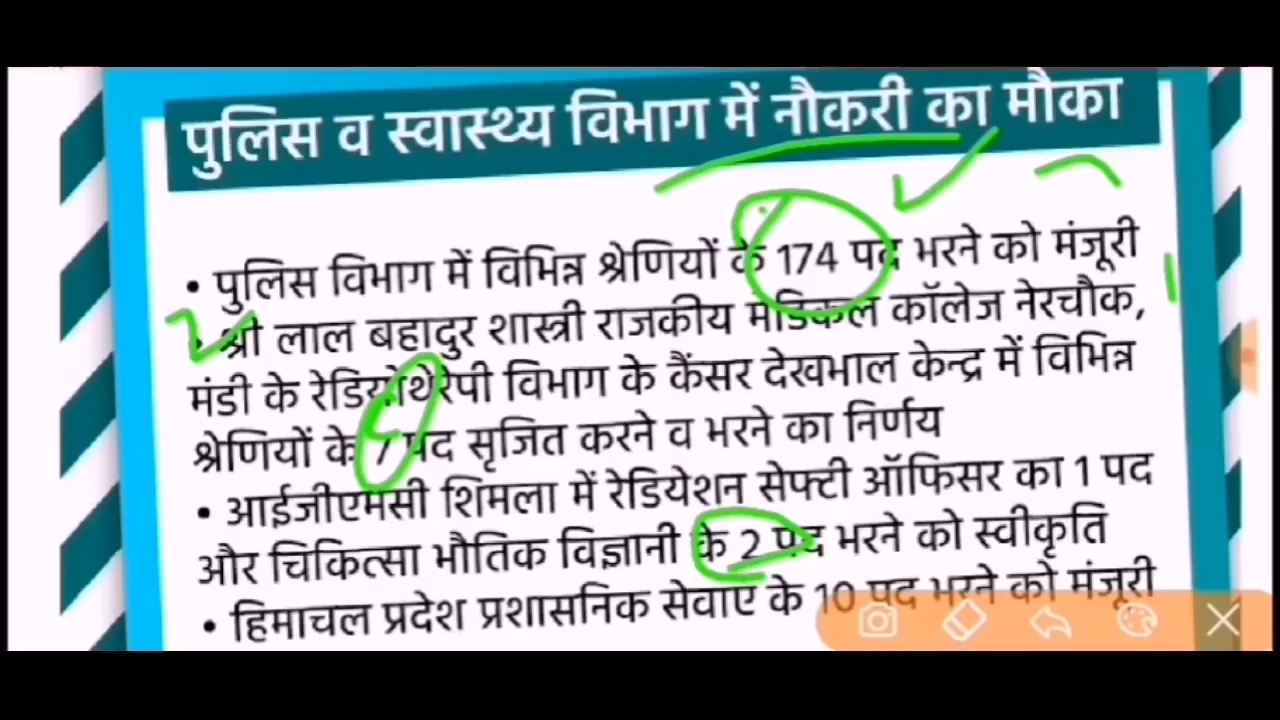 पुलिस व स्वास्थ्य विभाग में नौकरी का मौका
• पुलिस विभाग में विभिन्न श्रेणियों के 174 पद भरने को मंजूरी
• श्री लाल बहादुर शास्त्री राजकीय मेडिकल कॉलेज नेरचौक,
मंडी के रेडियोथेरेपी विभाग के कैंसर देखभाल केन्द्र में विभिन्न
श्रेणियों के 7 पद सृजित करने व भरने का निर्णय
• आईजीएमसी शिमला में रेडियेशन सेफ्टी ऑफिसर का 1 पद
और चिकित्सा भौतिक विज्ञानी के 2 पद भरने को स्वीकृति
• हिमाचल प्रदेश प्रशासनिक सेवाएं के 10 पद भरने को मंजूरी